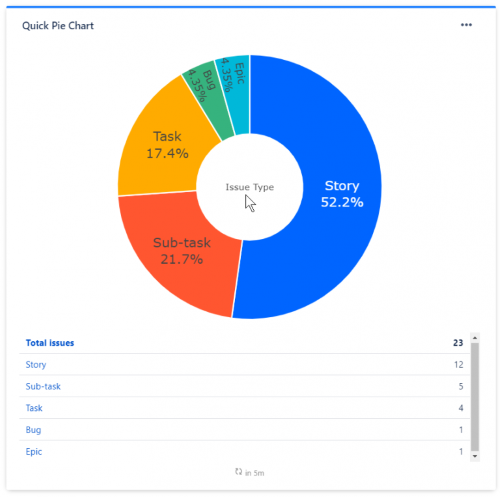 Quick Pie Chart
•••
Epic
4.35%
Bug
4.35%
Task
17.4%
Issue Type
Story
52.2%
Sub-task
21.7%
Total issues 23
Story 12
Sub-task 5
Task 4
Bug 1
Epic 1
in 5m